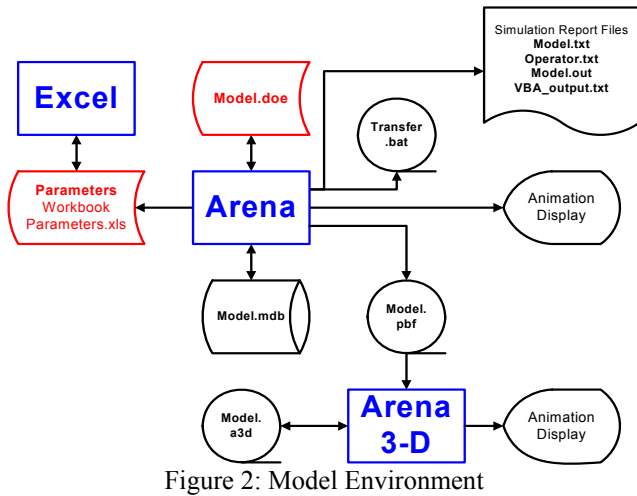 Simulation Report Files
Model.txt
Operator.txt
Model.out
VBA_output.txt
Excel
Model.doe
Transfer
.bat
Parameters
Workbook
Parameters.xls
Arena
Animation
Display
Model.mdb
Model.
pbf
Model.
a3d
Arena
3-D
Animation
Display
Figure 2: Model Environment